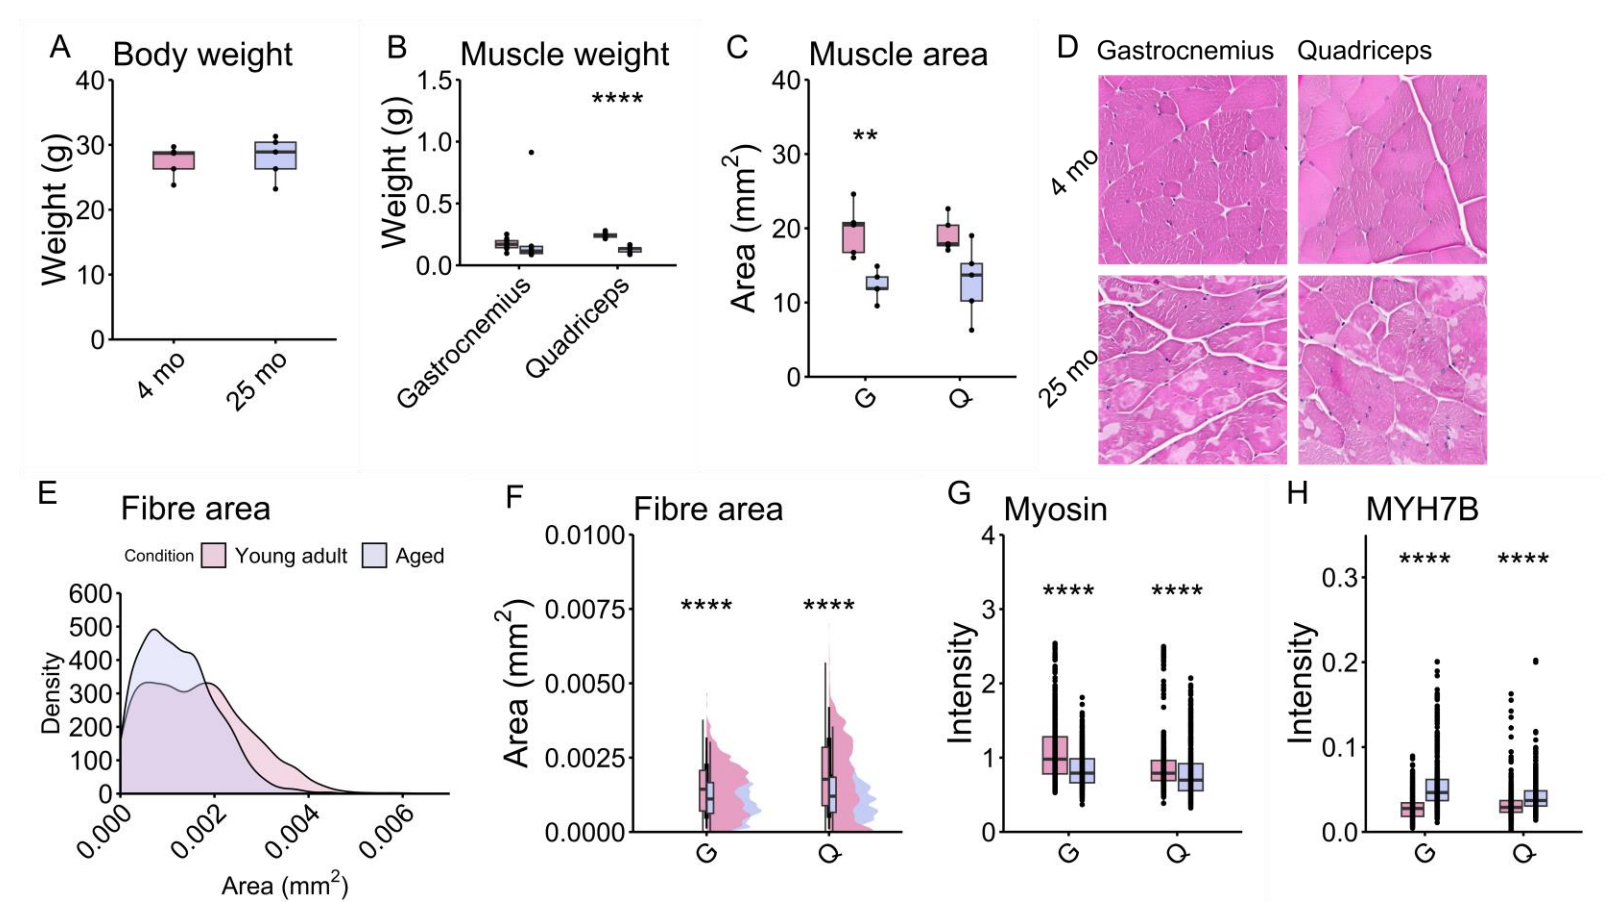 A Body weight
40
30
20
10
0
Weight (g)
4 mo
25 mo
B Muscle weight
1.5
1.0
0.5
0.0
Weight (g)
****
Gastrocnemius
Quadriceps
C Muscle area
40
30
20
10
0
Area (mm²)
**
G
Q
D Gastrocnemius Quadriceps
4 mo
25 mo
E Fibre area
Condition Young adult Aged
600
500
400
300
200
100
0
Density
0.000
0.002
0.004
0.006
Area (mm²)
F Fibre area
0.0100
0.0075
0.0050
0.0025
0.0000
Area (mm²)
**** ****
G
Q
G Myosin
4
3
2
1
0
Intensity
**** ****
G
Q
H MYH7B
0.3
0.2
0.1
0.0
Intensity
**** ****
G
Q